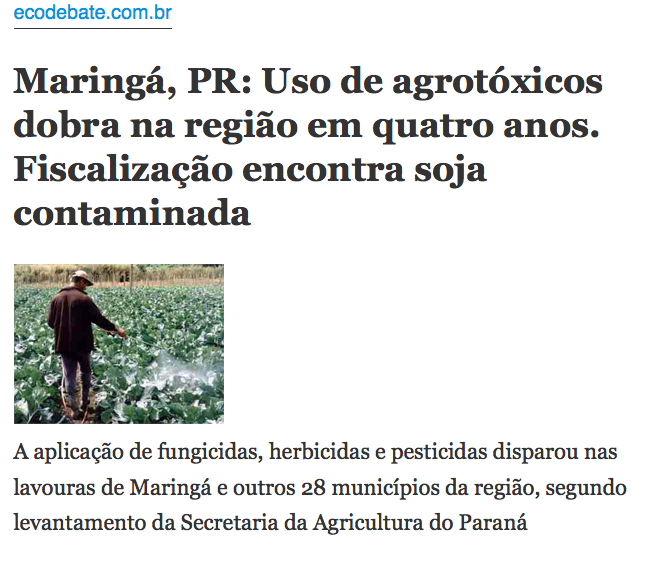 ecodebate.com.br
Maringá, PR: Uso de agrotóxicos
dobra na região em quatro anos.
Fiscalização encontra soja
contaminada
A aplicação de fungicidas, herbicidas e pesticidas disparou nas
lavouras de Maringá e outros 28 municípios da região, segundo
levantamento da Secretaria da Agricultura do Paraná